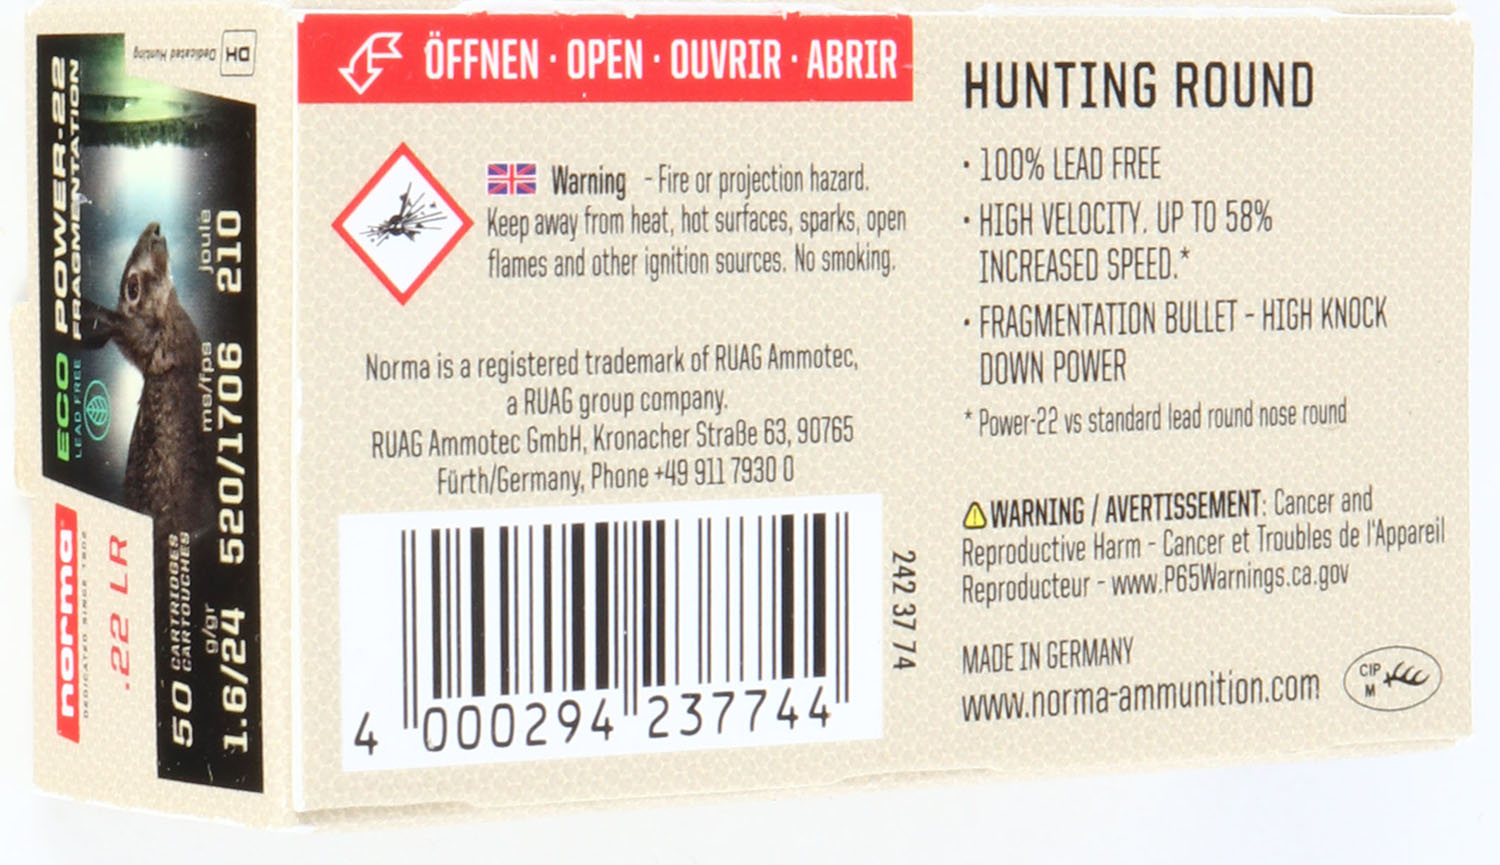 DH Dedicated Hunting
ECO POWER-22
LEAD FREE FRAGMENTATION
norma
DEDICATED SINCE 1902
.22 LR
50 CARTRIDGES
CARTOUCHES
g/gr ms/fps joule
1.6/24 520/1706 210
ÖFFNEN · OPEN · OUVRIR · ABRIR
Warning - Fire or projection hazard.
Keep away from heat, hot surfaces, sparks, open
flames and other ignition sources. No smoking.
Norma is a registered trademark of RUAG Ammotec,
a RUAG group company.
RUAG Ammotec GmbH, Kronacher Straße 63, 90765
Fürth/Germany, Phone +49 911 7930 0
4 000294 237744
242 37 74
HUNTING ROUND
· 100% LEAD FREE
· HIGH VELOCITY. UP TO 58%
INCREASED SPEED.*
· FRAGMENTATION BULLET - HIGH KNOCK
DOWN POWER
* Power-22 vs standard lead round nose round
WARNING / AVERTISSEMENT: Cancer and
Reproductive Harm - Cancer et Troubles de l'Appareil
Reproducteur - www.P65Warnings.ca.gov
MADE IN GERMANY
www.norma-ammunition.com
CIP
M